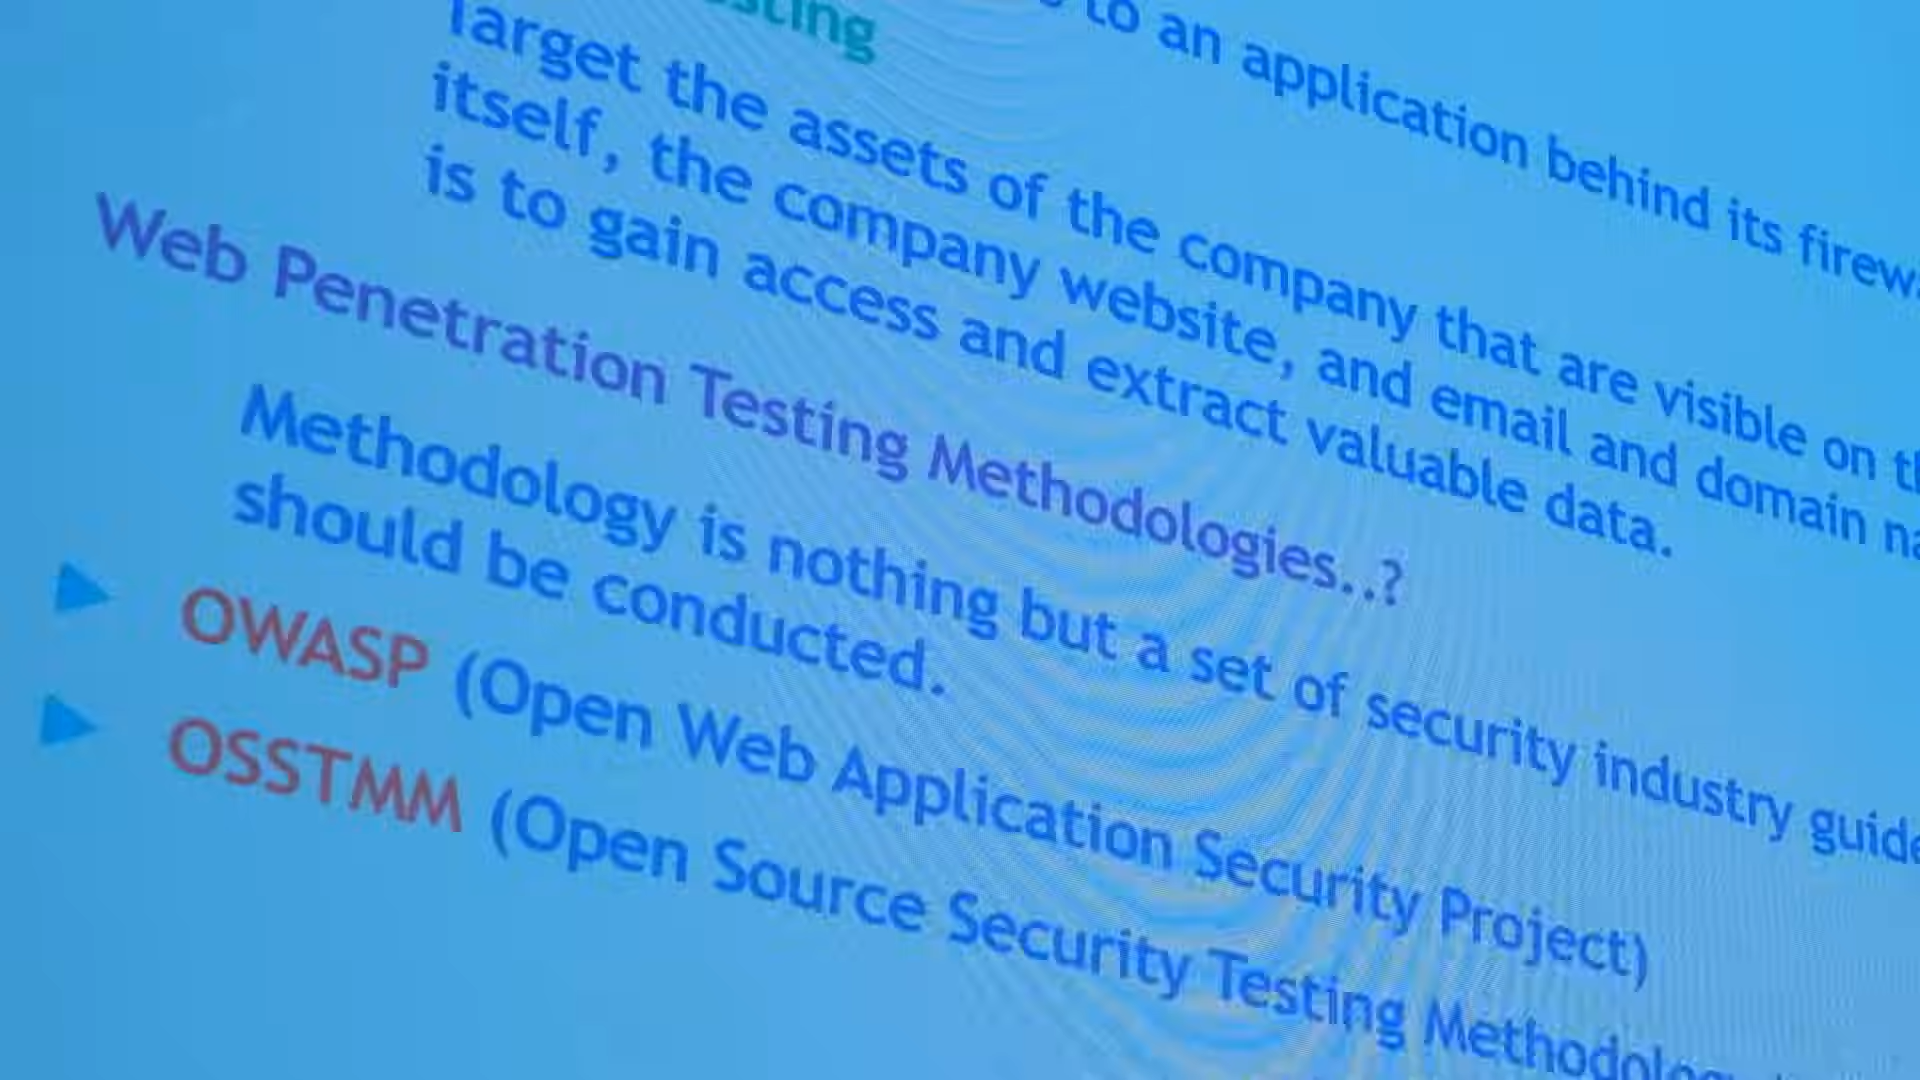 to an application behind its
Target the assets of the company that are visible on
itself, the company website, and email and domain
is to gain access and extract valuable data.
Web Penetration Testing Methodologies..?
Methodology is nothing but a set of security industry
should be conducted.
OWASP (Open Web Application Security Project)
OSSTMM (Open Source Security Testing